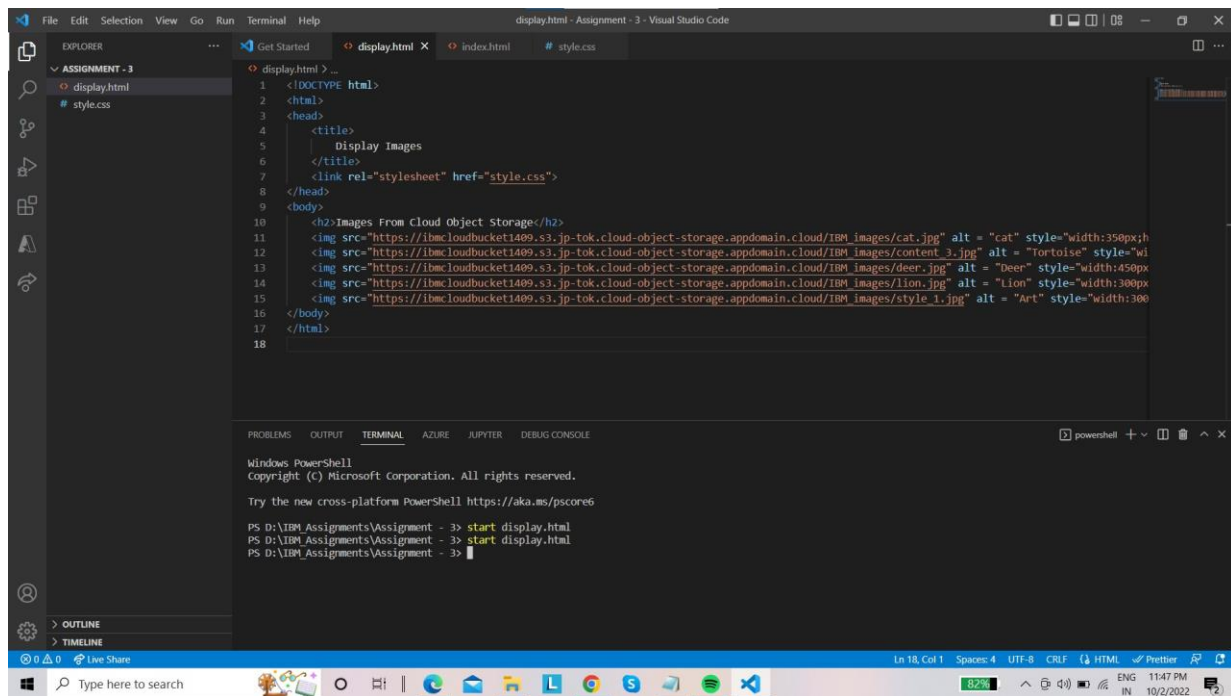 File Edit Selection View Go Run Terminal Help display.html - Assignment - 3 - Visual Studio Code
EXPLORER
Get Started display.html index.html # style.css
ASSIGNMENT - 3
display.html
# style.css
display.html > ...
1 <!DOCTYPE html>
2 <html>
3 <head>
4 <title>
5 Display Images
6 </title>
7 <link rel="stylesheet" href="style.css">
8 </head>
9 <body>
10 <h2>Images From Cloud Object Storage</h2>
11 <img src="https://ibmcloudbucket1409.s3.jp-tok.cloud-object-storage.appdomain.cloud/IBM_images/cat.jpg" alt = "cat" style="width:350px;h
12 <img src="https://ibmcloudbucket1409.s3.jp-tok.cloud-object-storage.appdomain.cloud/IBM_images/content_3.jpg" alt = "Tortoise" style="wi
13 <img src="https://ibmcloudbucket1409.s3.jp-tok.cloud-object-storage.appdomain.cloud/IBM_images/deer.jpg" alt = "Deer" style="width:450px
14 <img src="https://ibmcloudbucket1409.s3.jp-tok.cloud-object-storage.appdomain.cloud/IBM_images/lion.jpg" alt = "Lion" style="width:300px
15 <img src="https://ibmcloudbucket1409.s3.jp-tok.cloud-object-storage.appdomain.cloud/IBM_images/style_1.jpg" alt = "Art" style="width:300
16 </body>
17 </html>
18
PROBLEMS OUTPUT TERMINAL AZURE JUPYTER DEBUG CONSOLE powershell
Windows PowerShell
Copyright (C) Microsoft Corporation. All rights reserved.
Try the new cross-platform PowerShell https://aka.ms/pscore6
PS D:\IBM_Assignments\Assignment - 3> start display.html
PS D:\IBM_Assignments\Assignment - 3> start display.html
PS D:\IBM_Assignments\Assignment - 3>
OUTLINE
TIMELINE
0 0 Live Share Ln 18, Col 1 Spaces: 4 UTF-8 CRLF HTML Prettier
Type here to search L S 82% ENG IN 11:47 PM 10/2/2022